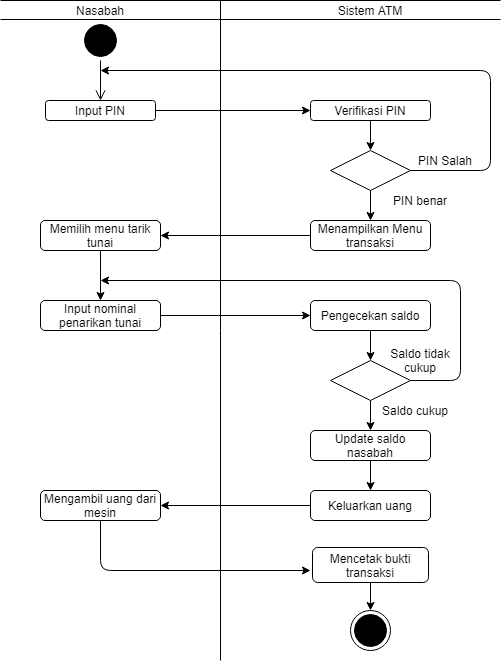 Nasabah
Sistem ATM
Input PIN
Verifikasi PIN
PIN Salah
PIN benar
Memilih menu tarik
tunai
Menampilkan Menu
transaksi
Input nominal
penarikan tunai
Pengecekan saldo
Saldo tidak
cukup
Saldo cukup
Update saldo
nasabah
Mengambil uang dari
mesin
Keluarkan uang
Mencetak bukti
transaksi